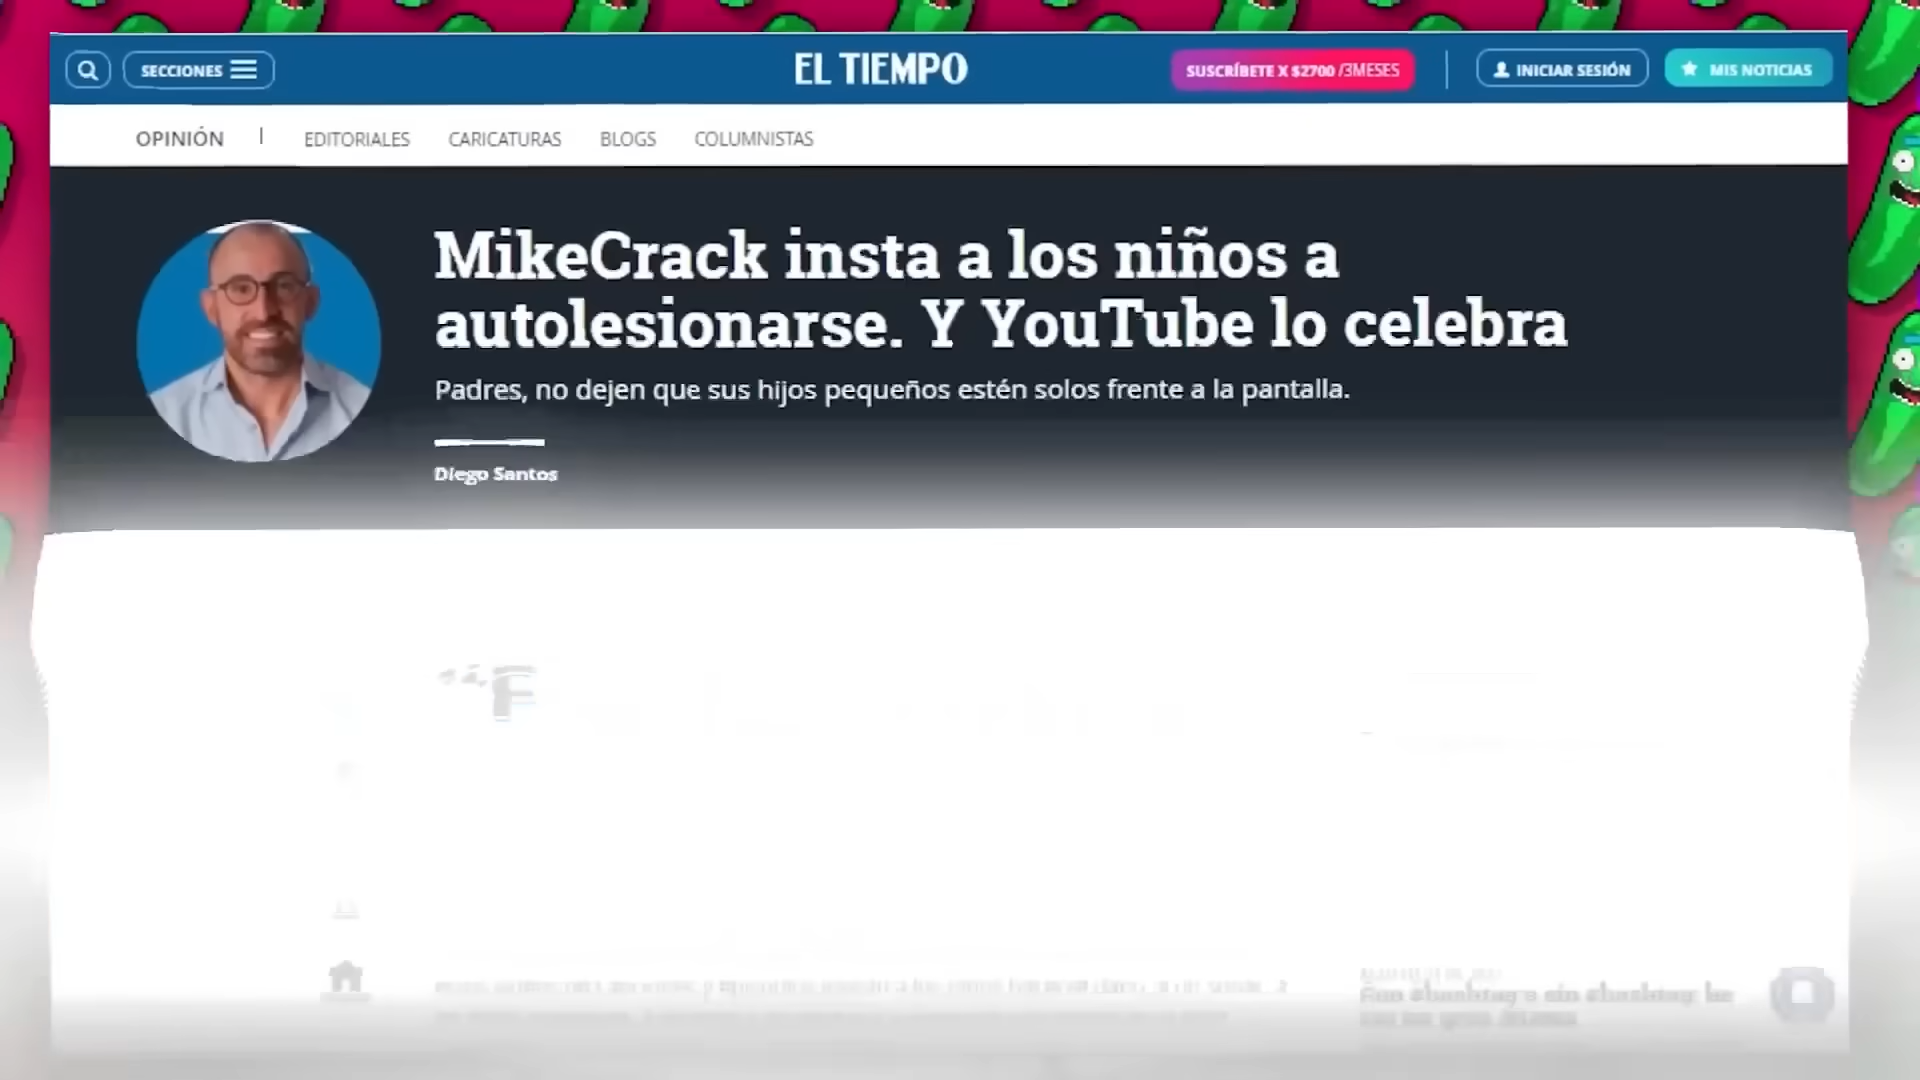 SECCIONES
EL TIEMPO
SUSCRÍBETE X $2700 /3MESES
INICIAR SESIÓN
MIS NOTICIAS
OPINIÓN | EDITORIALES CARICATURAS BLOGS COLUMNISTAS
MikeCrack insta a los niños a
autolesionarse. Y YouTube lo celebra
Padres, no dejen que sus hijos pequeños estén solos frente a la pantalla.
Diego Santos